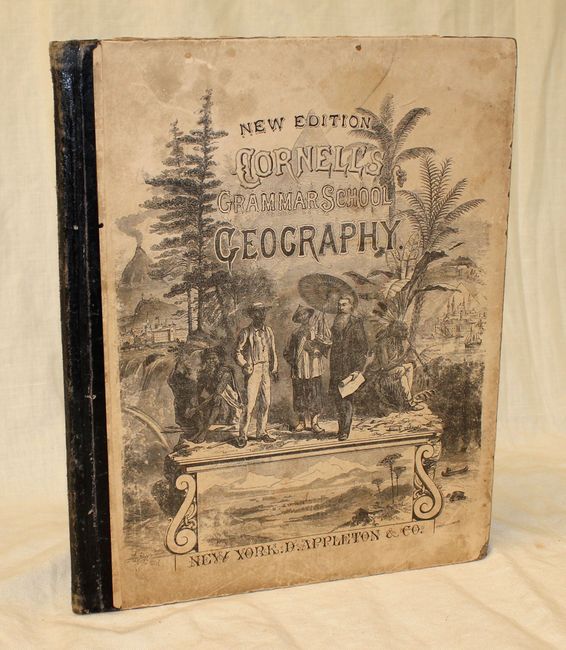 NEW EDITION
CORNELL'S
GRAMMAR SCHOOL
GEOGRAPHY.
NEW YORK: D. APPLETON & CO.